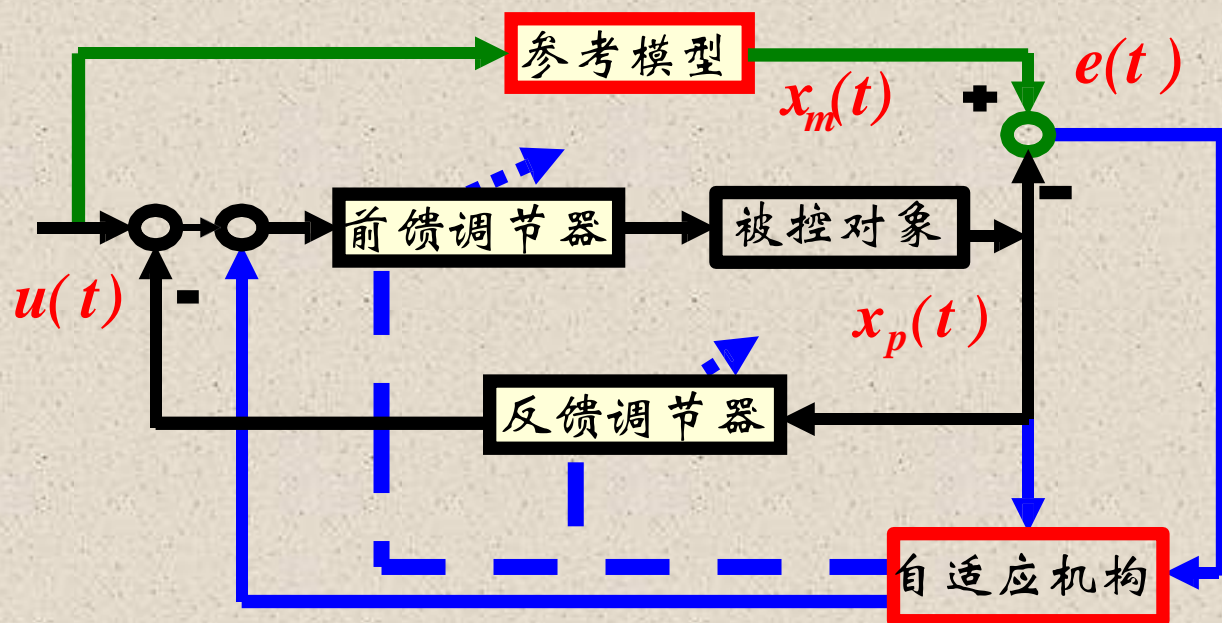 参考模型
e(t)
x_m(t)
+
-
前馈调节器
被控对象
u(t)
-
x_p(t)
反馈调节器
自适应机构